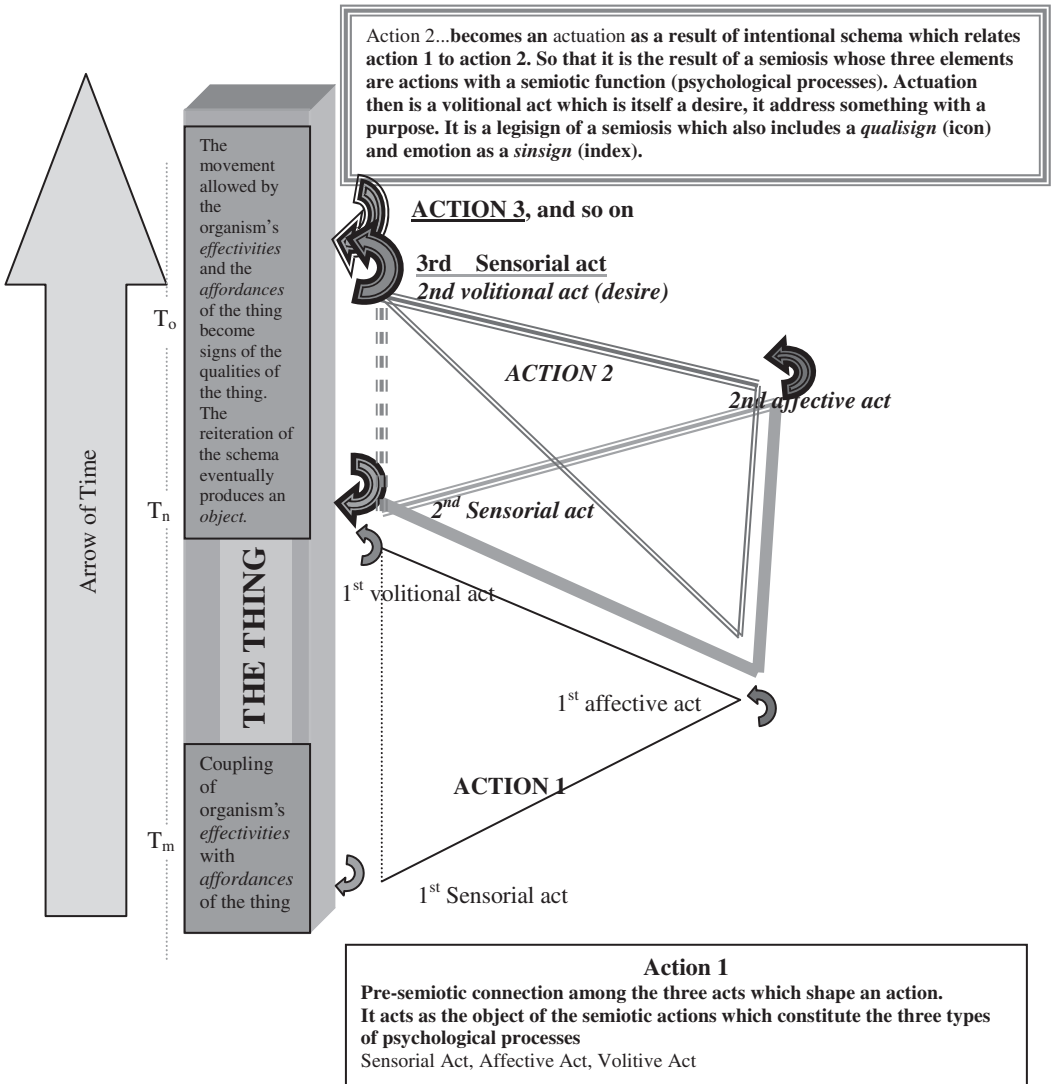 Action 2...becomes an actuation as a result of intentional schema which relates
action 1 to action 2. So that it is the result of a semiosis whose three elements
are actions with a semiotic function (psychological processes). Actuation
then is a volitional act which is itself a desire, it address something with a
purpose. It is a legisign of a semiosis which also includes a qualisign (icon)
and emotion as a sinsign (index).
The
movement
allowed by
the
organism's
effectivities
and the
affordances
of the thing
become
signs of the
qualities of
the thing.
The
reiteration of
the schema
eventually
produces an
object.
ACTION 3, and so on
3rd Sensorial act
2nd volitional act (desire)
To
ACTION 2
2nd affective act
Arrow of Time
Tn
2nd Sensorial act
THE THING
1st volitional act
1st affective act
Coupling
of
organism's
effectivities
with
affordances
of the thing
ACTION 1
Tm
1st Sensorial act
Action 1
Pre-semiotic connection among the three acts which shape an action.
It acts as the object of the semiotic actions which constitute the three types
of psychological processes
Sensorial Act, Affective Act, Volitive Act